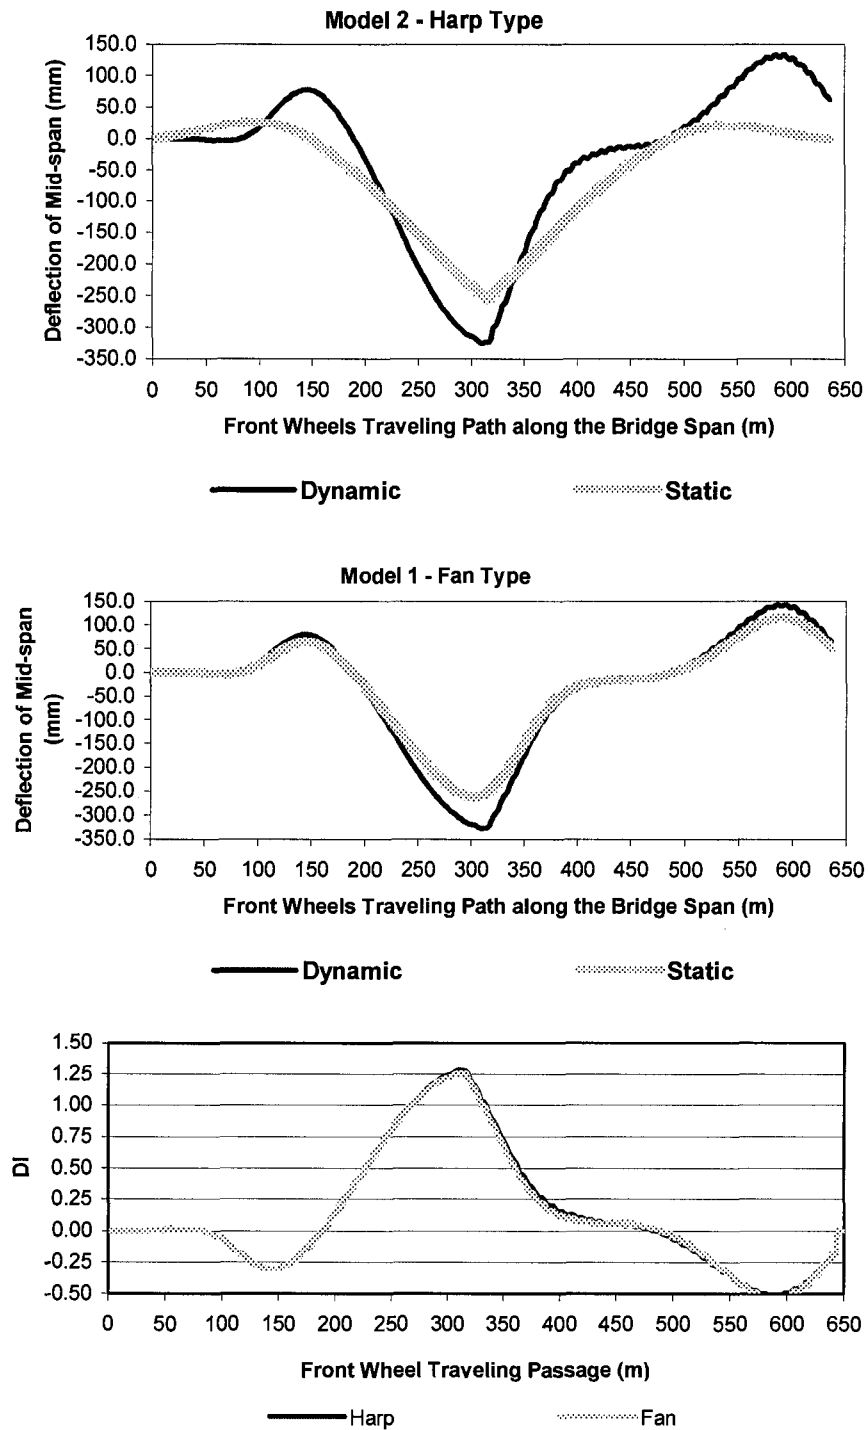 Model 2 - Harp Type
Deflection of Mid-span (mm)
150.0
100.0
50.0
0.0
-50.0
-100.0
-150.0
-200.0
-250.0
-300.0
-350.0
0 50 100 150 200 250 300 350 400 450 500 550 600 650
Front Wheels Traveling Path along the Bridge Span (m)
Dynamic Static
Model 1 - Fan Type
Deflection of Mid-span
(mm)
150.0
100.0
50.0
0.0
-50.0
-100.0
-150.0
-200.0
-250.0
-300.0
-350.0
0 50 100 150 200 250 300 350 400 450 500 550 600 650
Front Wheels Traveling Path along the Bridge Span (m)
Dynamic Static
DI
1.50
1.25
1.00
0.75
0.50
0.25
0.00
-0.25
-0.50
0 50 100 150 200 250 300 350 400 450 500 550 600 650
Front Wheel Traveling Passage (m)
Harp Fan